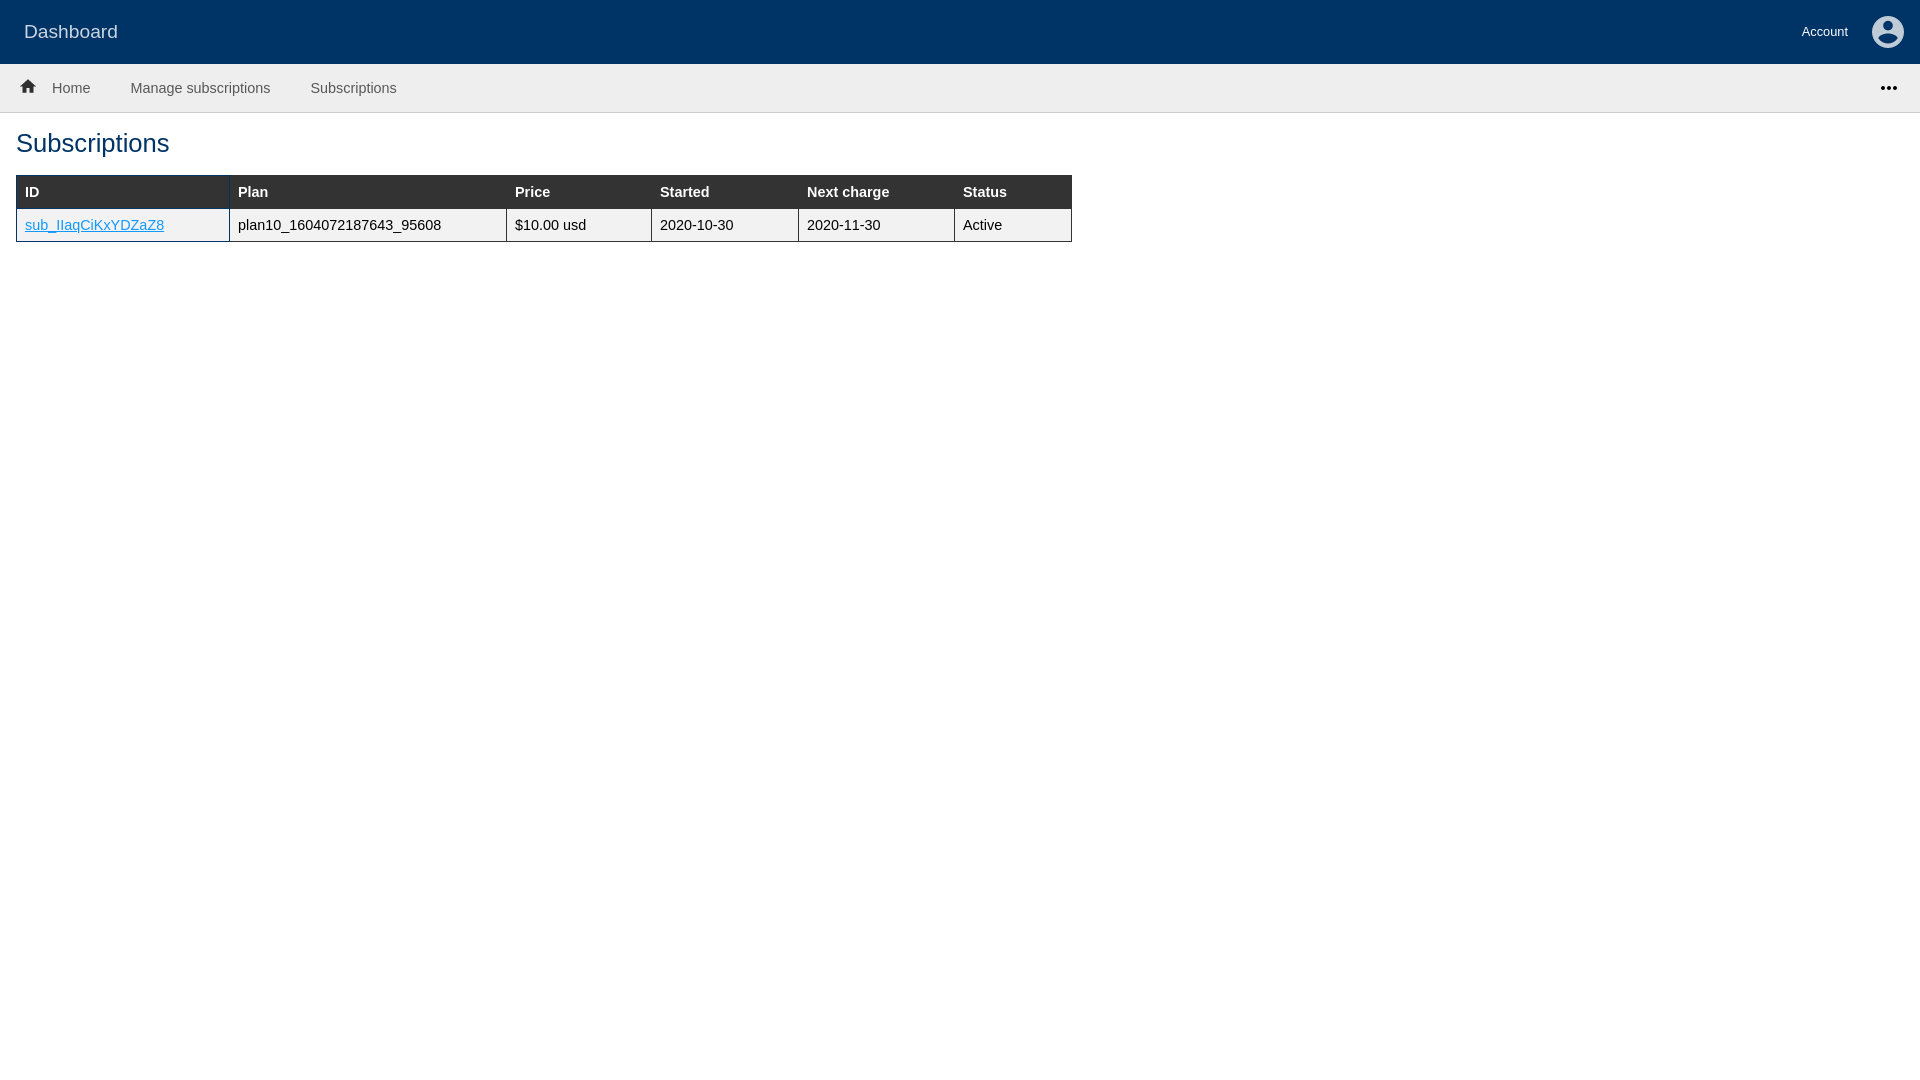 Dashboard
Account
Home Manage subscriptions Subscriptions
Subscriptions
ID Plan Price Started Next charge Status
sub_IIaqCiKxYDZaZ8 plan10_1604072187643_95608 $10.00 usd 2020-10-30 2020-11-30 Active